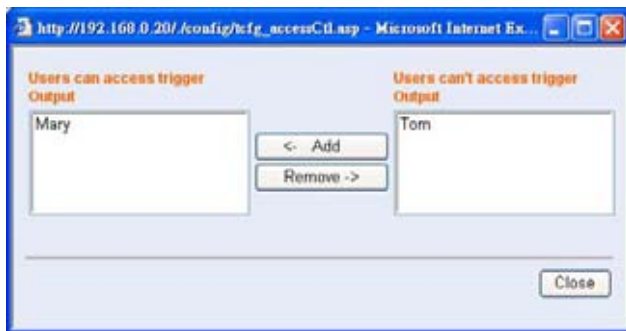 http://192.168.0.20/./config/tcfg_accessCtl.asp - Microsoft Internet Ex...
Users can access trigger
Output
Users can't access trigger
Output
Mary
Tom
<- Add
Remove ->
Close